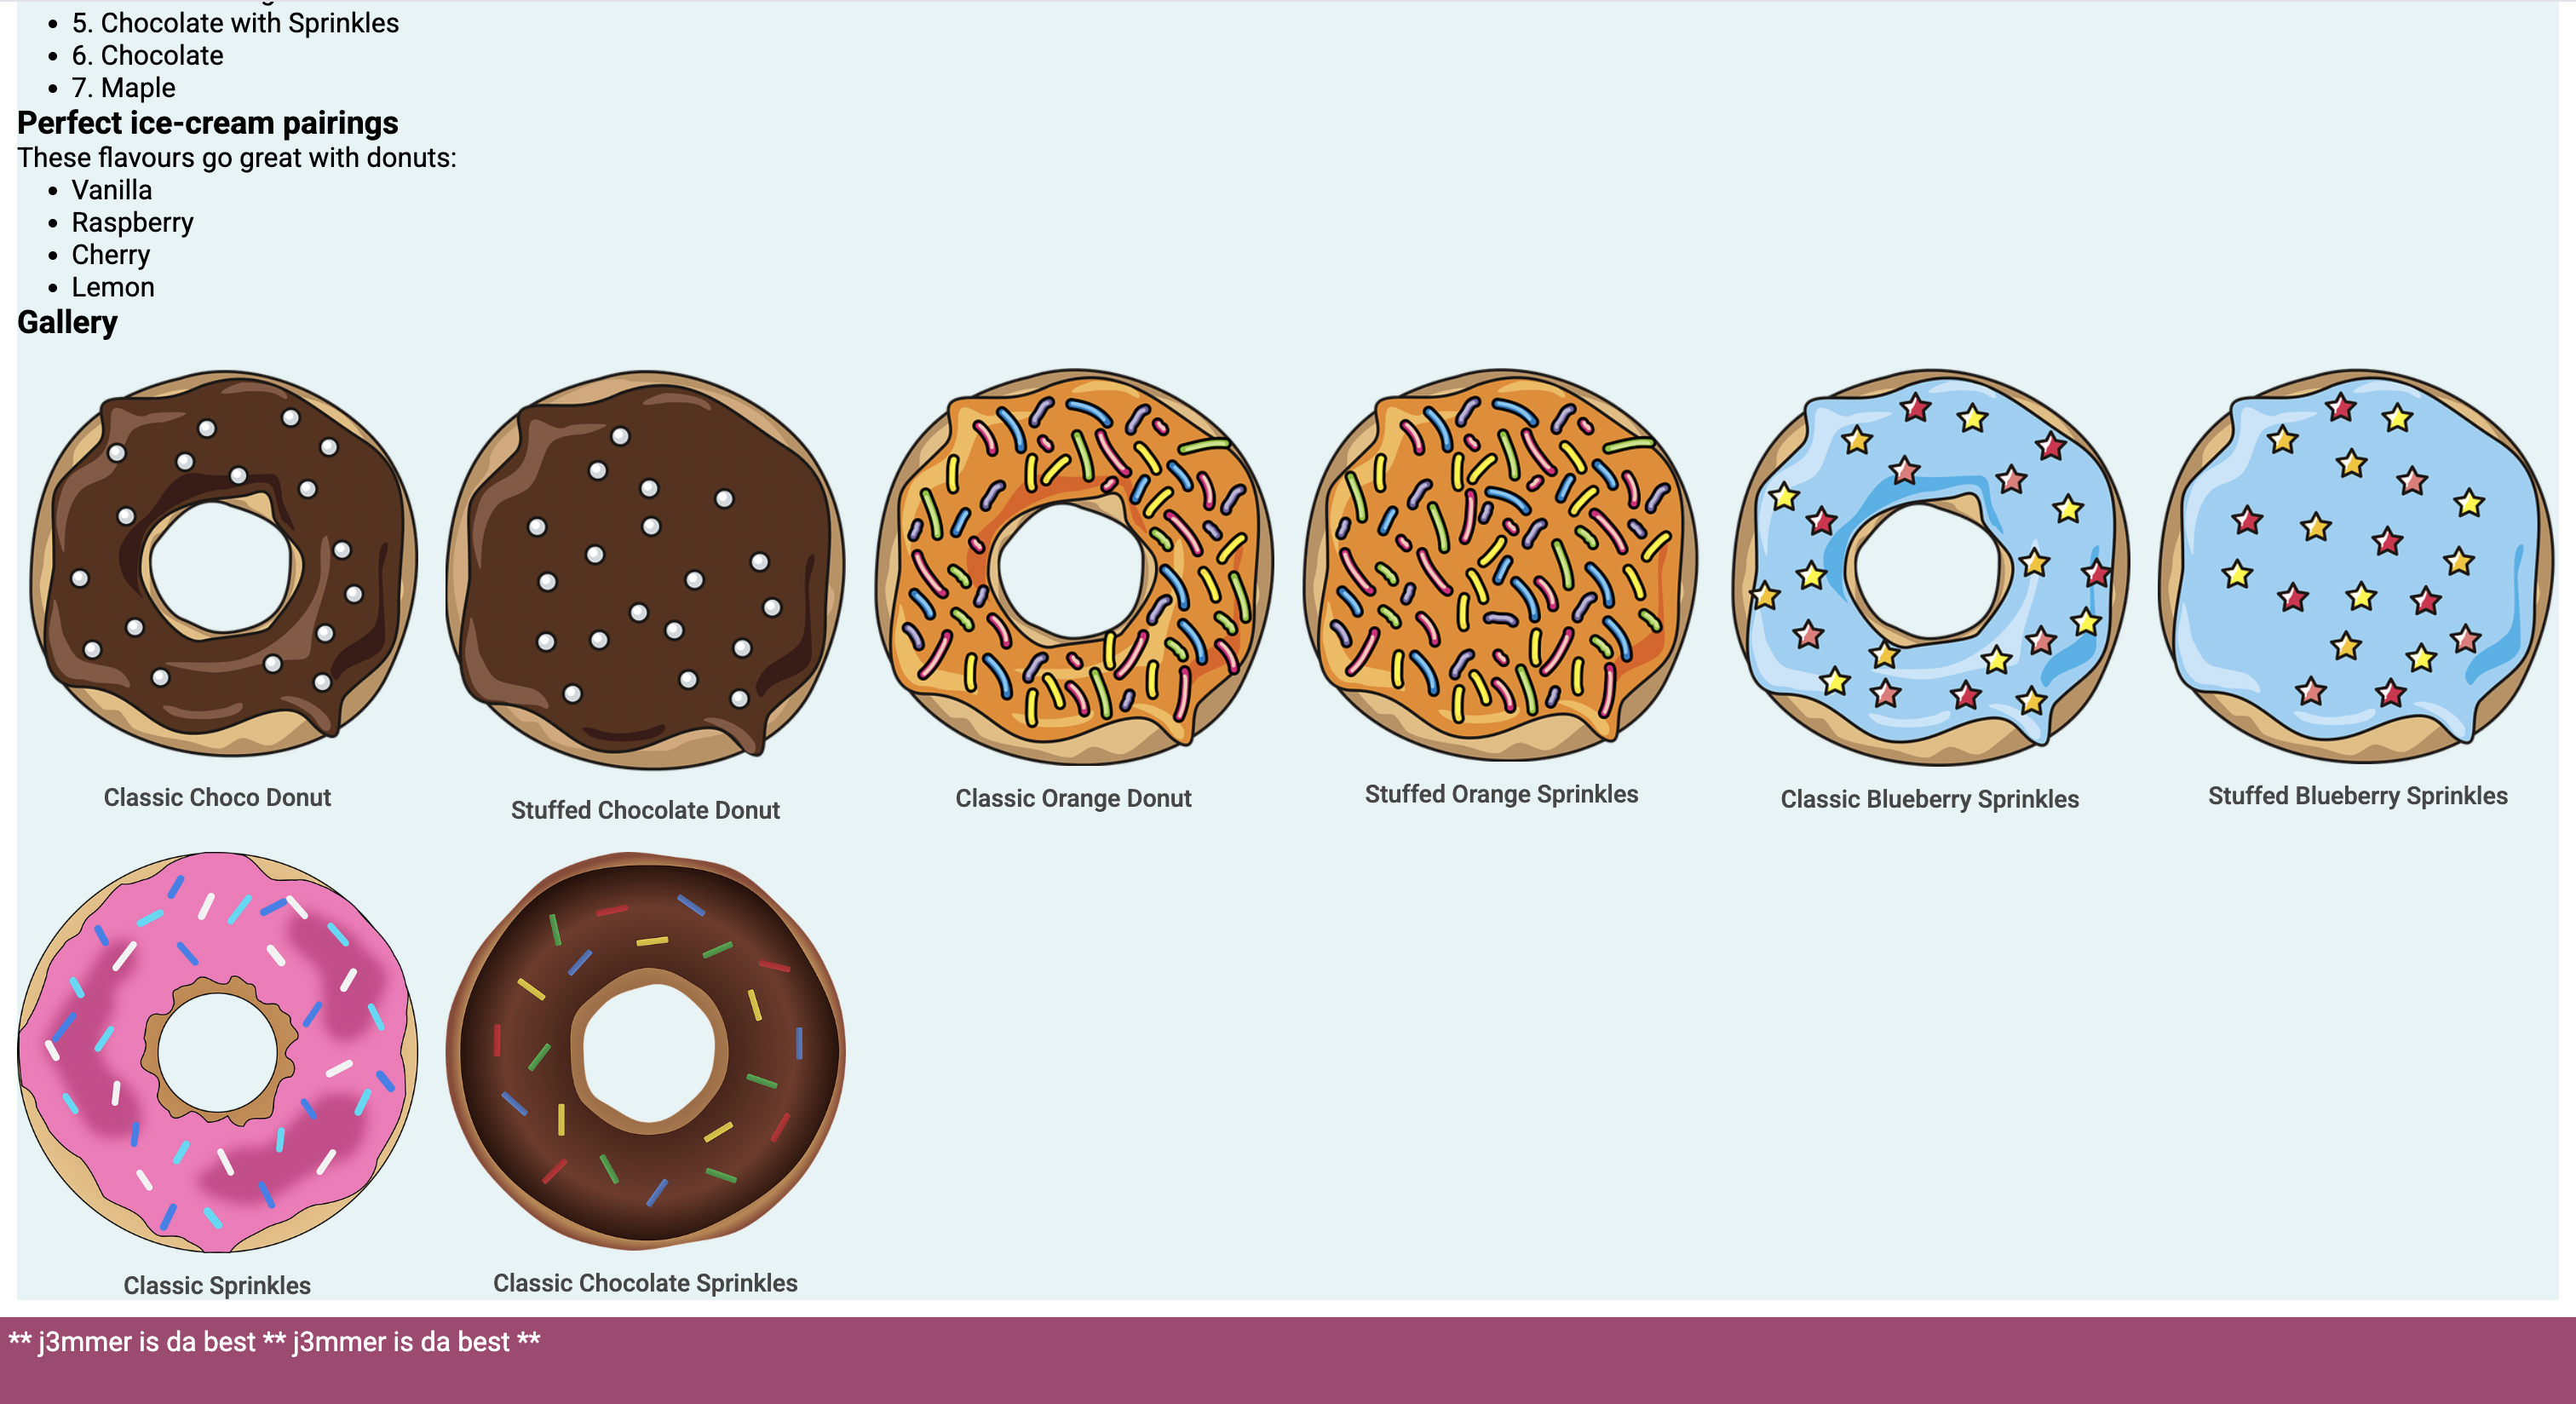 5. Chocolate with Sprinkles
6. Chocolate
7. Maple
Perfect ice-cream pairings
These flavours go great with donuts:
Vanilla
Raspberry
Cherry
Lemon
Gallery
Classic Choco Donut
Stuffed Chocolate Donut
Classic Orange Donut
Stuffed Orange Sprinkles
Classic Blueberry Sprinkles
Stuffed Blueberry Sprinkles
Classic Sprinkles
Classic Chocolate Sprinkles
** j3mmer is da best ** j3mmer is da best **